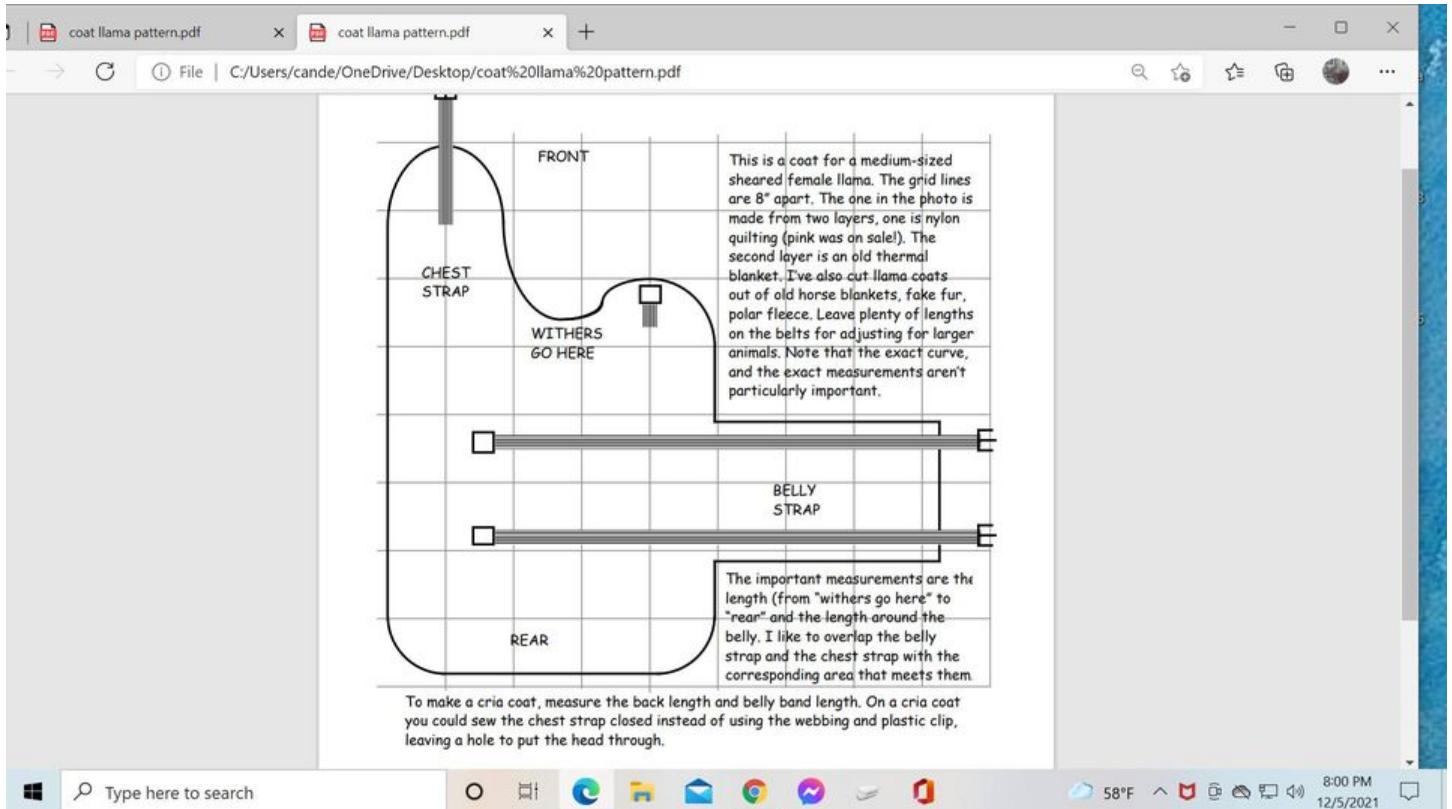 coat llama pattern.pdf
coat llama pattern.pdf
File | C:/Users/cande/OneDrive/Desktop/coat%20llama%20pattern.pdf
FRONT
This is a coat for a medium-sized
sheared female llama. The grid lines
are 8" apart. The one in the photo is
made from two layers, one is nylon
quilting (pink was on sale!). The
second layer is an old thermal
blanket. I've also cut llama coats
out of old horse blankets, fake fur,
polar fleece. Leave plenty of lengths
on the belts for adjusting for larger
animals. Note that the exact curve,
and the exact measurements aren't
particularly important.
CHEST
STRAP
WITHERS
GO HERE
BELLY
STRAP
The important measurements are the
length (from "withers go here" to
"rear" and the length around the
belly. I like to overlap the belly
strap and the chest strap with the
corresponding area that meets them
REAR
To make a cria coat, measure the back length and belly band length. On a cria coat
you could sew the chest strap closed instead of using the webbing and plastic clip,
leaving a hole to put the head through.
Type here to search
58°F
8:00 PM
12/5/2021